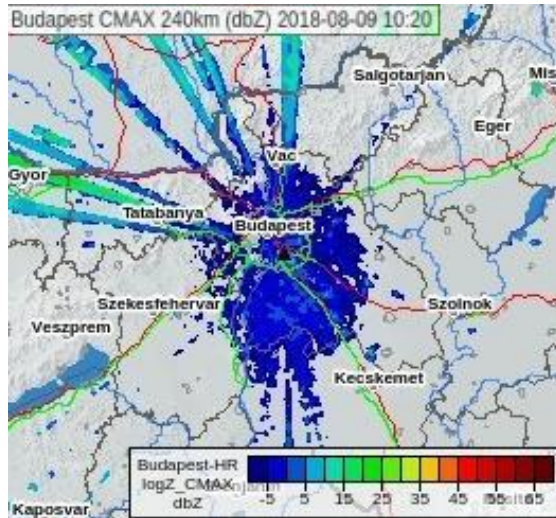 Budapest CMAX 240km (dbZ) 2018-08-09 10:20
Salgotarjan
Mis
Eger
Vac
Gyor
Tatabanya
Budapest
Szekesfehervar
Szolnok
Veszprem
Kecskemet
Budapest-HR
logZ_CMAX
dbZ
-5 5 15 25 35 45 55 65
Kaposvar